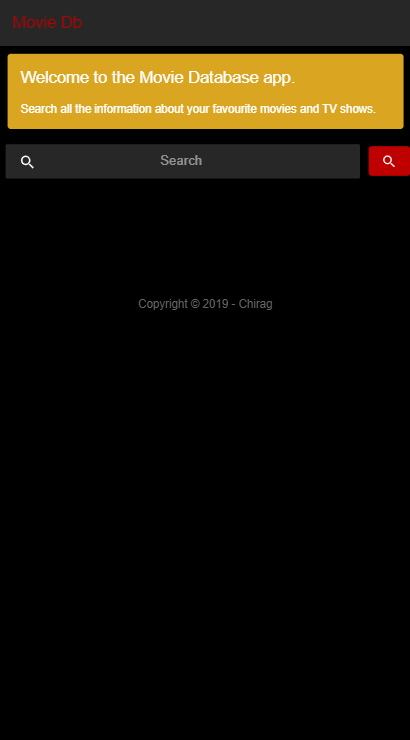 Movie Db
Welcome to the Movie Database app.
Search all the information about your favourite movies and TV shows.
Search
Copyright © 2019 - Chirag